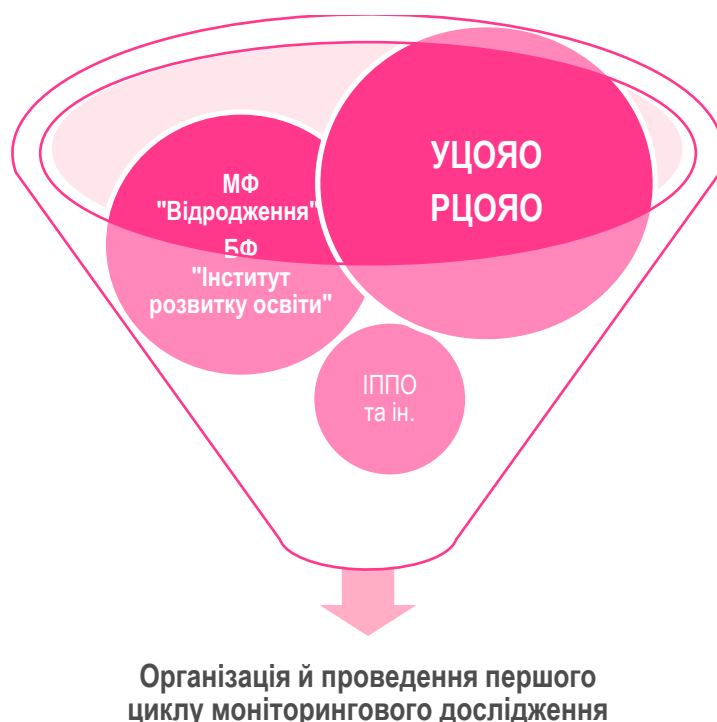 УЦОЯО
РЦОЯО
МФ
"Відродження"
БФ
"Інститут
розвитку освіти"
ІППО
та ін.
Організація й проведення першого
циклу моніторингового дослідження